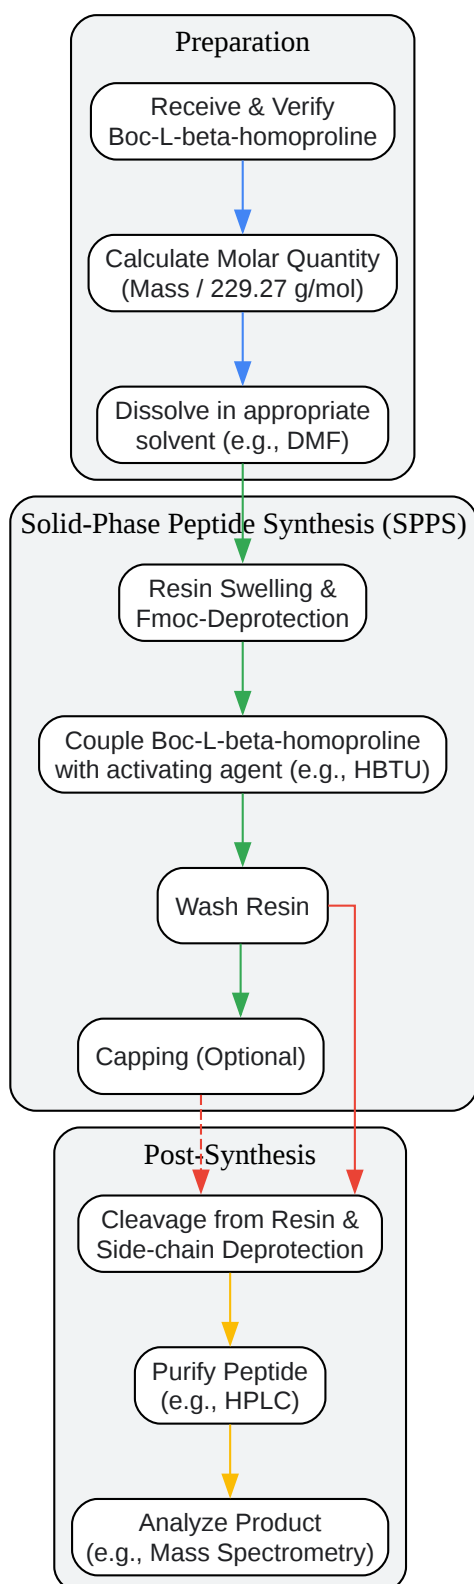 Preparation
Receive & Verify
Boc-L-beta-homoproline
Calculate Molar Quantity
(Mass / 229.27 g/mol)
Dissolve in appropriate
solvent (e.g., DMF)
Solid-Phase Peptide Synthesis (SPPS)
Resin Swelling &
Fmoc-Deprotection
Couple Boc-L-beta-homoproline
with activating agent (e.g., HBTU)
Wash Resin
Capping (Optional)
Post-Synthesis
Cleavage from Resin &
Side-chain Deprotection
Purify Peptide
(e.g., HPLC)
Analyze Product
(e.g., Mass Spectrometry)